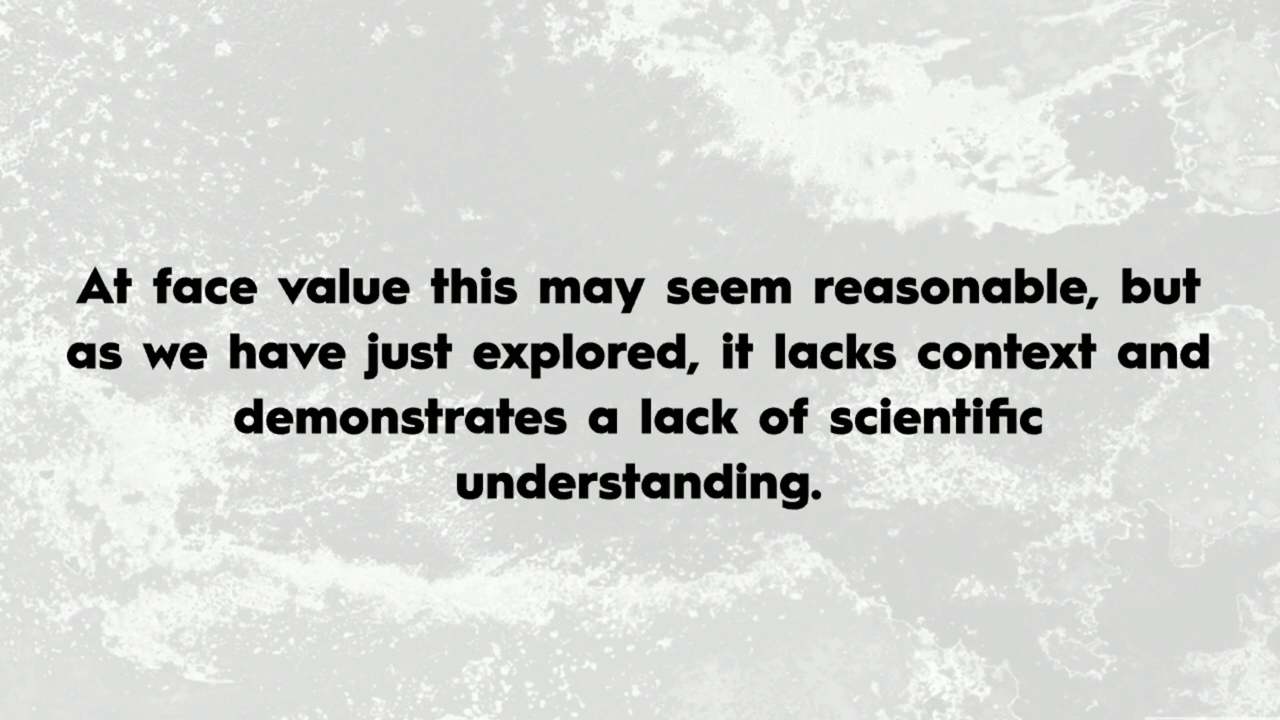 At face value this may seem reasonable, but
as we have just explored, it lacks context and
demonstrates a lack of scientific
understanding.